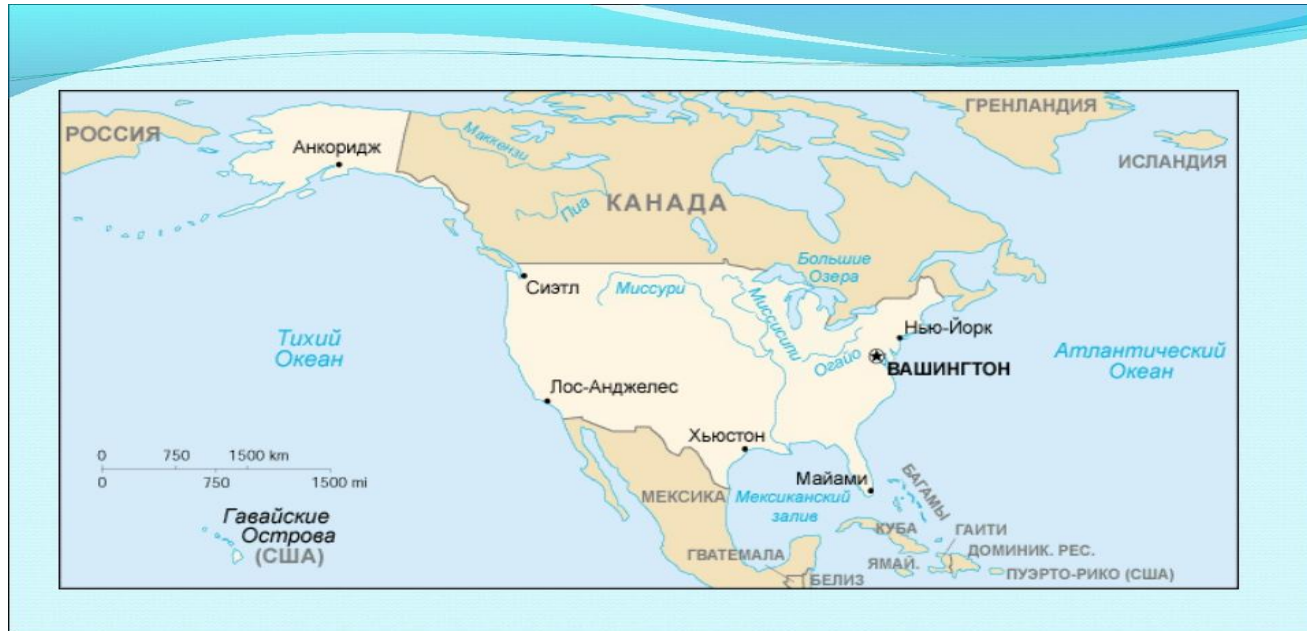 ГРЕНЛАНДИЯ
РОССИЯ
Анкоридж
Маккензи
ИСЛАНДИЯ
Пиа
КАНАДА
Большие
Озера
Сиэтл
Миссури
Миссисипи
Нью-Йорк
Тихий
Океан
Огайо
ВАШИНГТОН
Атлантический
Океан
Лос-Анджелес
Хьюстон
0 750 1500 km
0 750 1500 mi
Майами
БАГАМЫ
МЕКСИКА
Мексиканский
залив
Гавайские
Острова
(США)
КУБА
ГАИТИ
ДОМИНИК. РЕС.
ГВАТЕМАЛА
ЯМАЙ.
ПУЭРТО-РИКО (США)
БЕЛИЗ